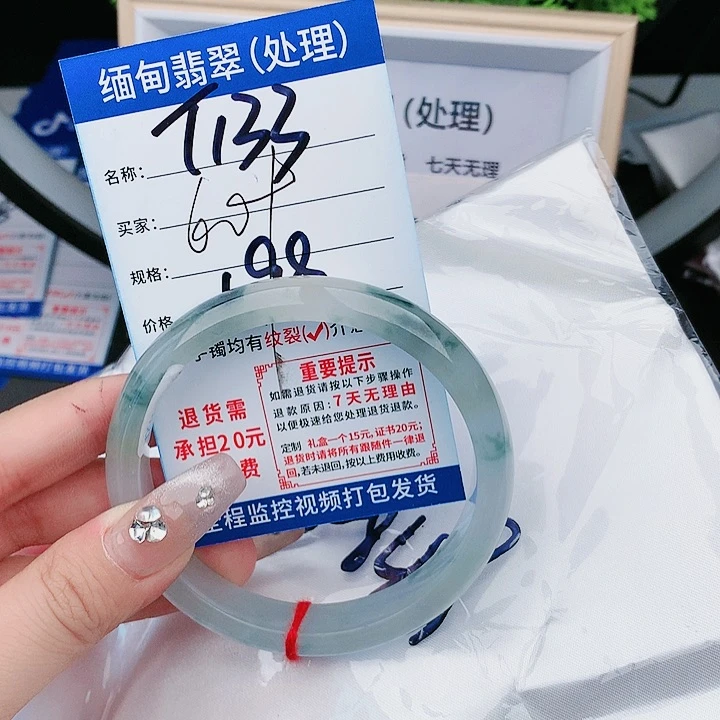 缅甸翡翠(处理)
名称: T133
买家:
规格:
198
价格
镯均有纹裂(✓)介
重要提示
如需退货请按以下步骤操作
退款原因:7天无理由
以便极速给您处理退货退款。
定制 礼盒一个15元,证书20元;
退货时请将所有跟随件一律退
回,若未退回,按以上费用收费。
退货需
承担20元
费
全程监控视频打包发货
(处理)
七天无理